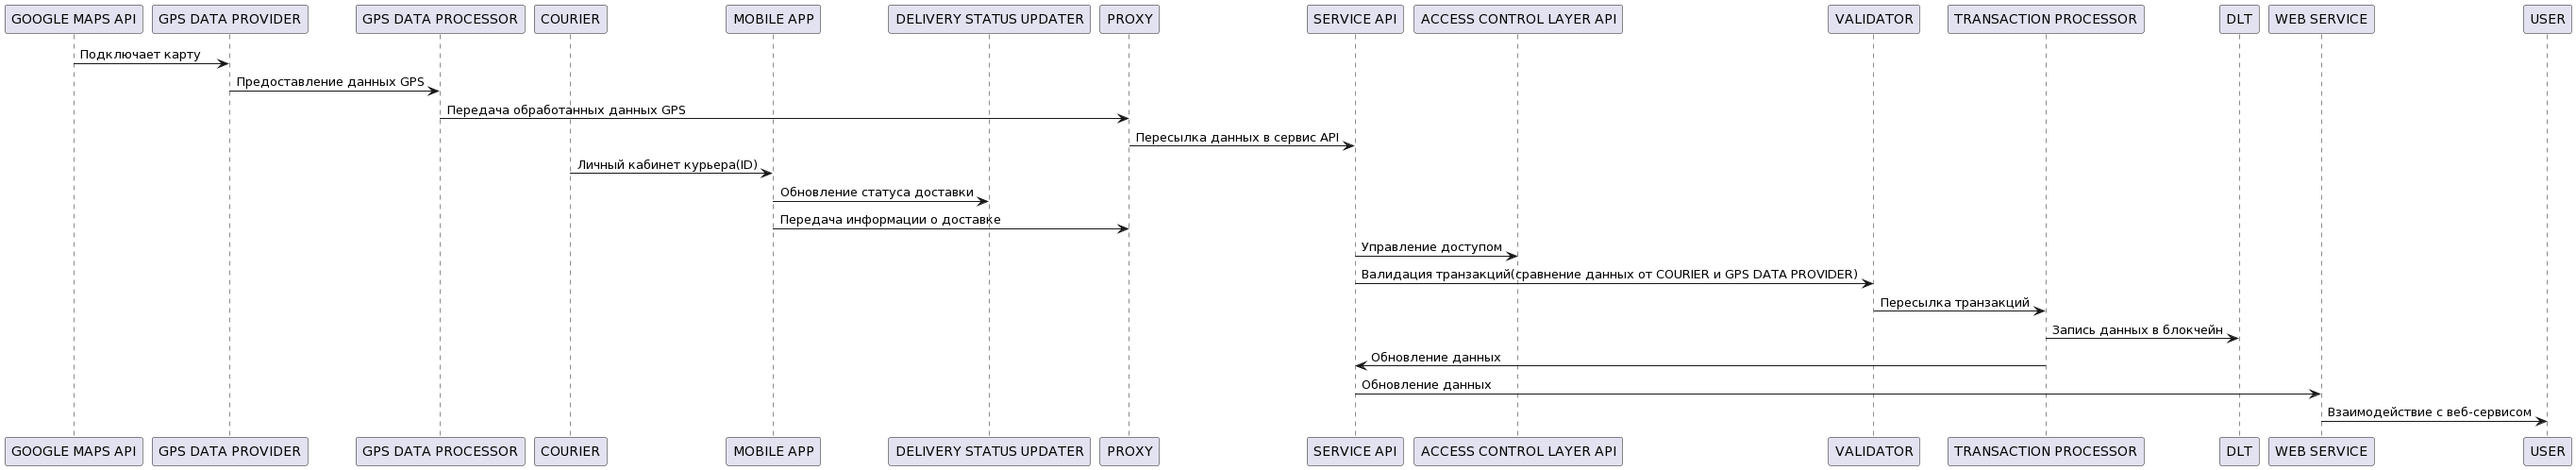 GOOGLE MAPS API
GPS DATA PROVIDER
GPS DATA PROCESSOR
COURIER
MOBILE APP
DELIVERY STATUS UPDATER
PROXY
SERVICE API
ACCESS CONTROL LAYER API
VALIDATOR
TRANSACTION PROCESSOR
DLT
WEB SERVICE
USER
Подключает карту
Предоставление данных GPS
Передача обработанных данных GPS
Пересылка данных в сервис API
Личный кабинет курьера(ID)
Обновление статуса доставки
Передача информации о доставке
Управление доступом
Валидация транзакций(сравнение данных от COURIER и GPS DATA PROVIDER)
Пересылка транзакций
Запись данных в блокчейн
Обновление данных
Обновление данных
Взаимодействие с веб-сервисом
GOOGLE MAPS API
GPS DATA PROVIDER
GPS DATA PROCESSOR
COURIER
MOBILE APP
DELIVERY STATUS UPDATER
PROXY
SERVICE API
ACCESS CONTROL LAYER API
VALIDATOR
TRANSACTION PROCESSOR
DLT
WEB SERVICE
USER